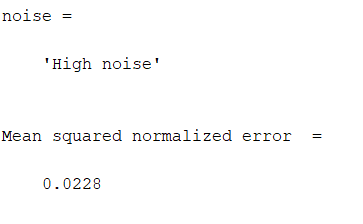 noise =
'High noise'
Mean squared normalized error  =
0.0228